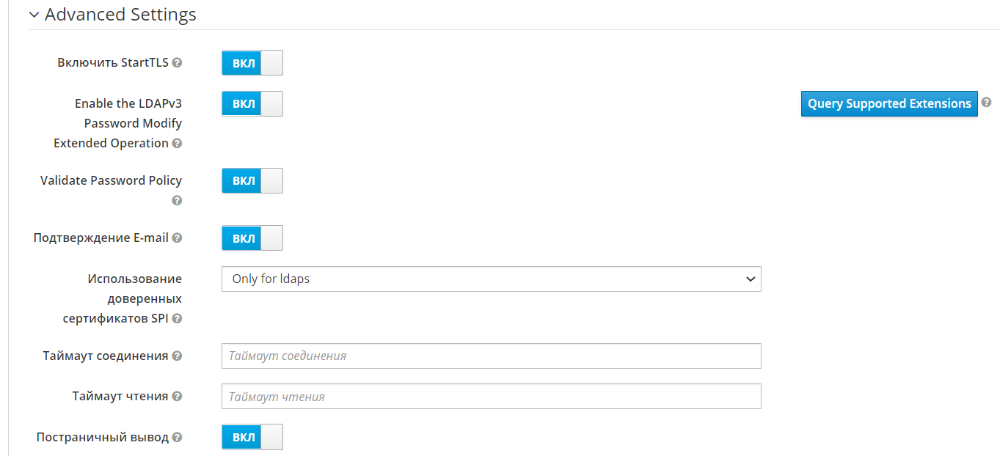 Advanced Settings
Включить StartTLS
ВКЛ
Enable the LDAPv3
Password Modify
Extended Operation
ВКЛ
Query Supported Extensions
Validate Password Policy
ВКЛ
Подтверждение E-mail
ВКЛ
Использование
доверенных
сертификатов SPI
Only for ldaps
Таймаут соединения
Таймаут соединения
Таймаут чтения
Таймаут чтения
Постраничный вывод
ВКЛ